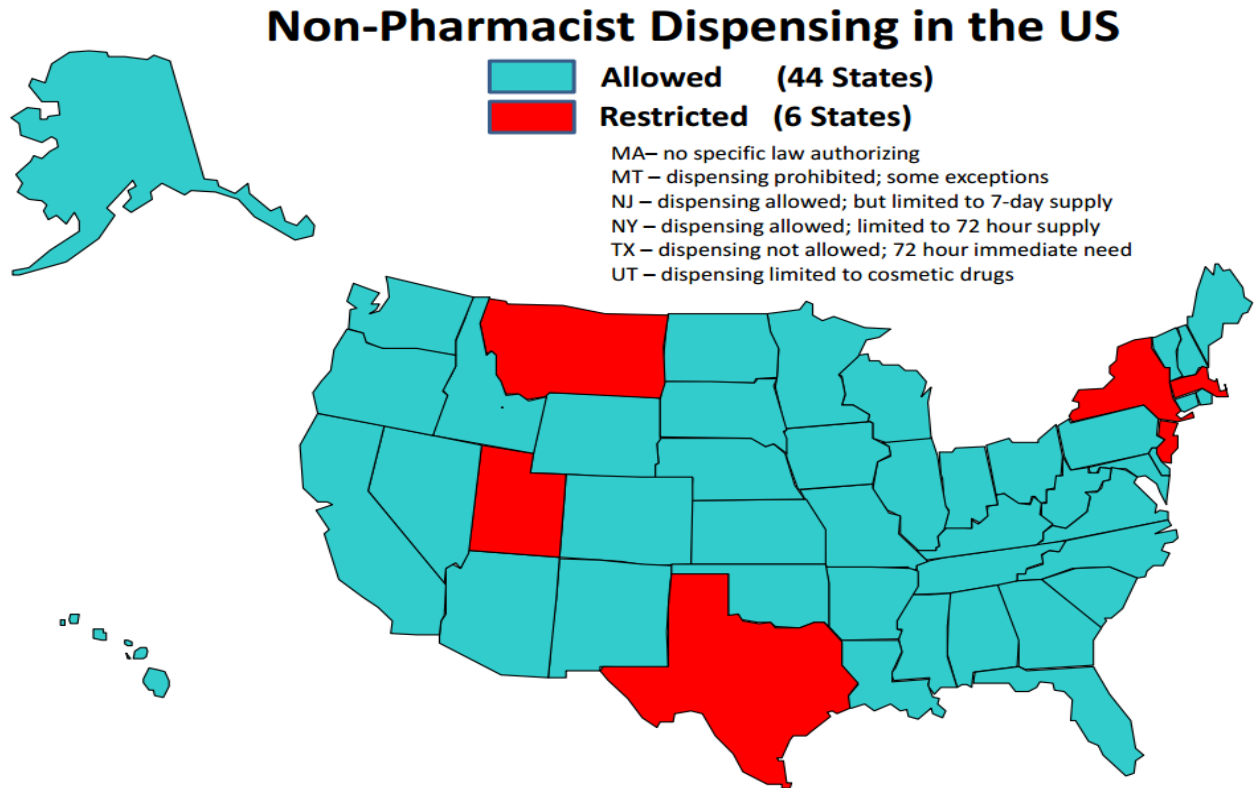 Non-Pharmacist Dispensing in the US
Allowed (44 States)
Restricted (6 States)
MA– no specific law authorizing
MT – dispensing prohibited; some exceptions
NJ – dispensing allowed; but limited to 7-day supply
NY – dispensing allowed; limited to 72 hour supply
TX – dispensing not allowed; 72 hour immediate need
UT – dispensing limited to cosmetic drugs